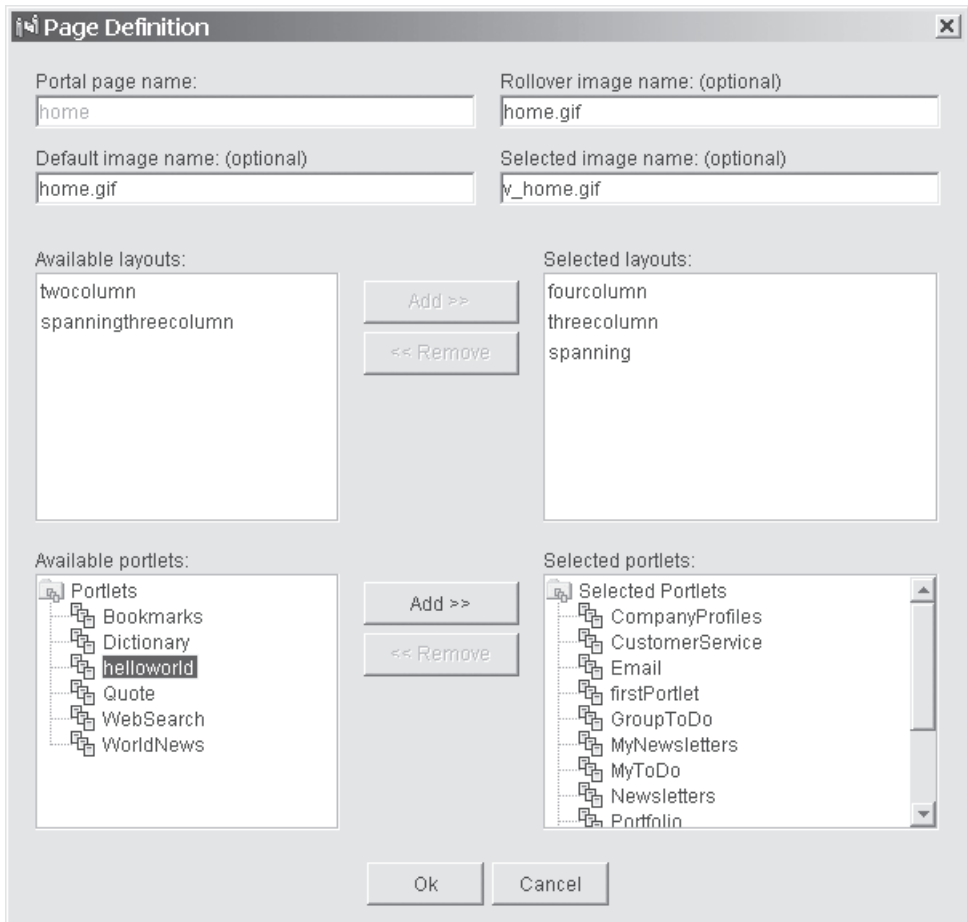 Page Definition
Portal page name:
home
Rollover image name: (optional)
home.gif
Default image name: (optional)
home.gif
Selected image name: (optional)
v_home.gif
Available layouts:
twocolumn
spanningthreecolumn
Add >>
<< Remove
Selected layouts:
fourcolumn
threecolumn
spanning
Available portlets:
Portlets
Bookmarks
Dictionary
helloworld
Quote
WebSearch
WorldNews
Add >>
<< Remove
Selected portlets:
Selected Portlets
CompanyProfiles
CustomerService
Email
firstPortlet
GroupToDo
MyNewsletters
MyToDo
Newsletters
Portfolio
Ok
Cancel